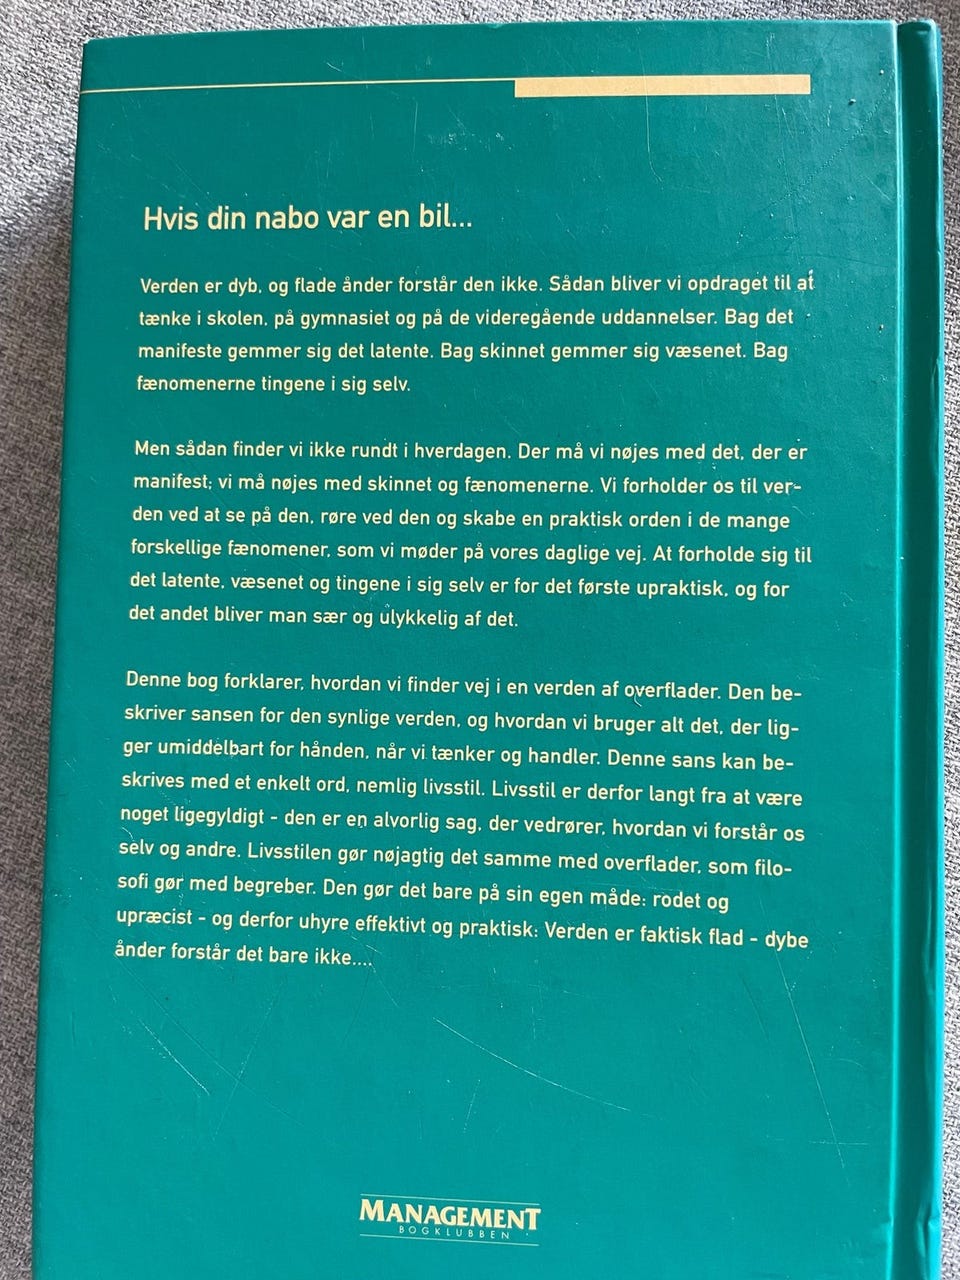 Hvis din nabo var en bil...
Verden er dyb, og flade ånder forstår den ikke. Sådan bliver vi opdraget til at
tænke i skolen, på gymnasiet og på de videregående uddannelser. Bag det
manifeste gemmer sig det latente. Bag skinnet gemmer sig væsenet. Bag
fænomenerne tingene i sig selv.
Men sådan finder vi ikke rundt i hverdagen. Der må vi nøjes med det, der er
manifest; vi må nøjes med skinnet og fænomenerne. Vi forholder os til ver-
den ved at se på den, røre ved den og skabe en praktisk orden i de mange
forskellige fænomener, som vi møder på vores daglige vej. At forholde sig til
det latente, væsenet og tingene i sig selv er for det første upraktisk, og for
det andet bliver man sær og ulykkelig af det.
Denne bog forklarer, hvordan vi finder vej i en verden af overflader. Den be-
skriver sansen for den synlige verden, og hvordan vi bruger alt det, der lig-
ger umiddelbart for hånden, når vi tænker og handler. Denne sans kan be-
skrives med et enkelt ord, nemlig livsstil. Livsstil er derfor langt fra at være
noget ligegyldigt - den er en alvorlig sag, der vedrører, hvordan vi forstår os
selv og andre. Livsstilen gør nøjagtig det samme med overflader, som filo-
sofi gør med begreber. Den gør det bare på sin egen måde: rodet og
upræcist - og derfor uhyre effektivt og praktisk: Verden er faktisk flad - dybe
ånder forstår det bare ikke....
MANAGEMENT
BOGKLUBBEN